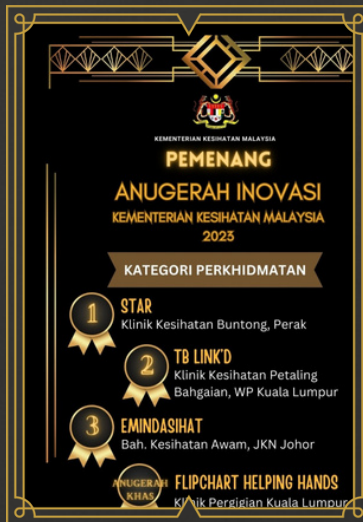 KEMENTERIAN KESIHATAN MALAYSIA
PEMENANG
ANUGERAH INOVASI
KEMENTERIAN KESIHATAN MALAYSIA
2023
KATEGORI PERKHIDMATAN
1
STAR
Klinik Kesihatan Buntong, Perak
2
TB LINK'D
Klinik Kesihatan Petaling
Bahgaian, WP Kuala Lumpur
3
EMINDASIHAT
Bah. Kesihatan Awam, JKN Johor
ANUGERAH
KHAS
FLIPCHART HELPING HANDS
Klinik Pergigian Kuala Lumpur